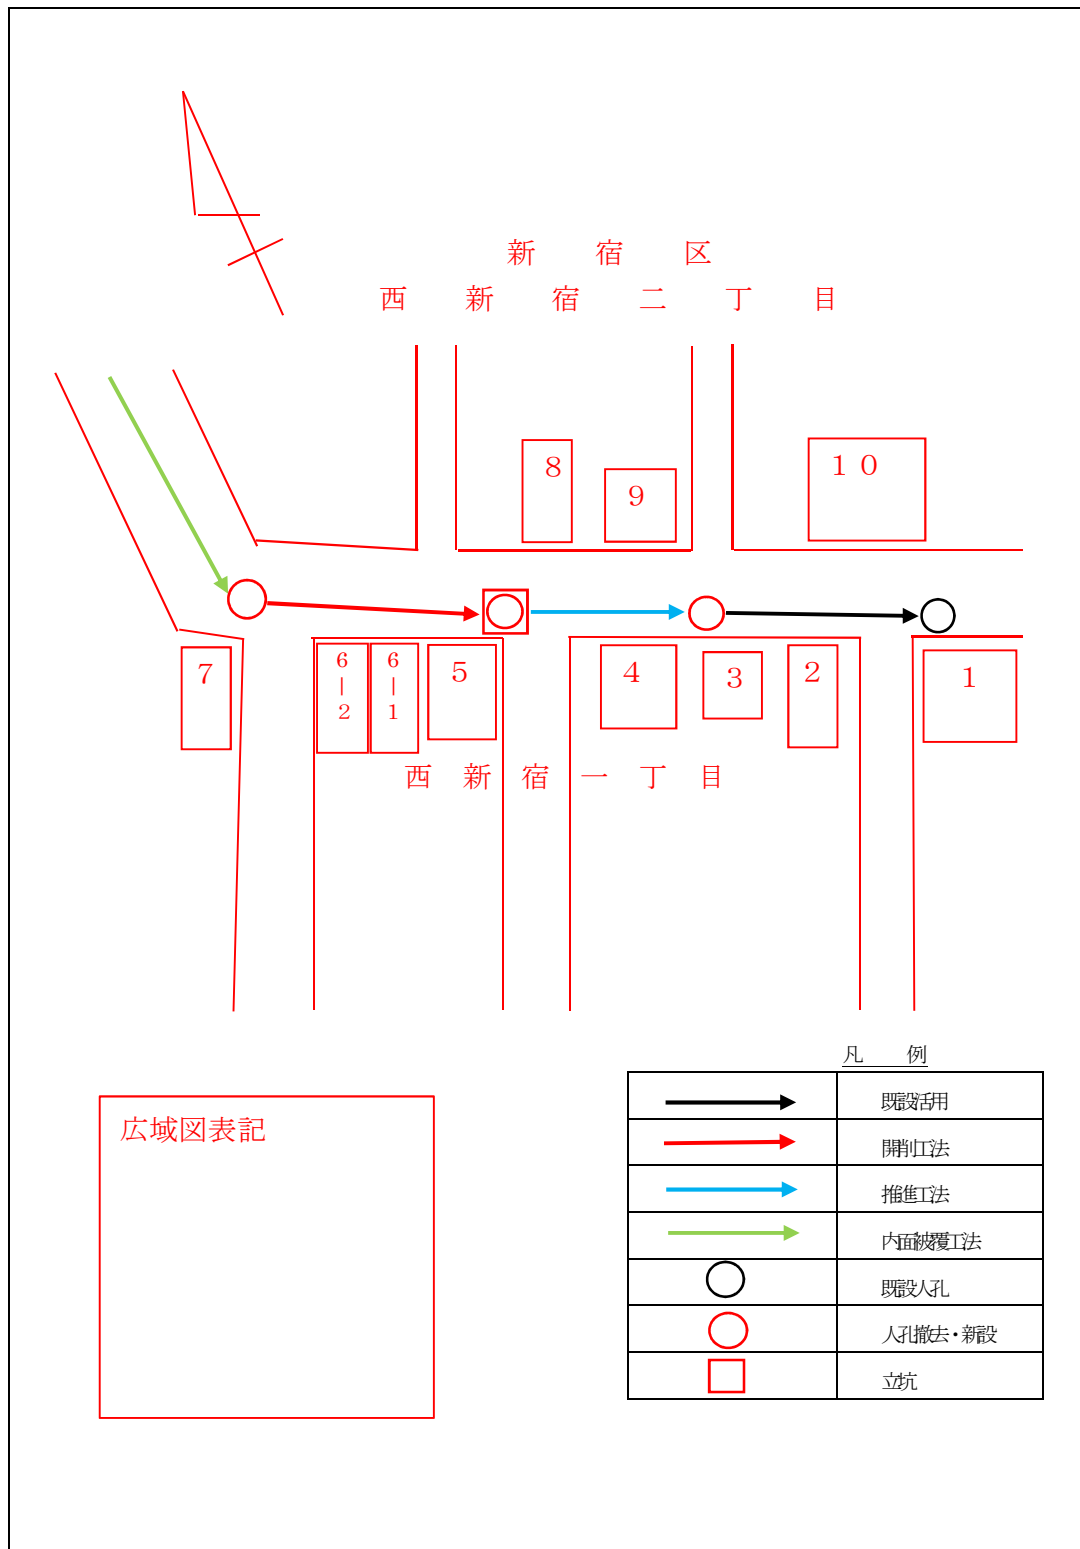 新宿区
西新宿二丁目
8
9
10
7
6－2
6－1
5
4
3
2
1
西新宿一丁目
凡例
既設活用
開削工法
推進工法
内面被覆工法
既設人孔
人孔撤去・新設
立坑
広域図表記